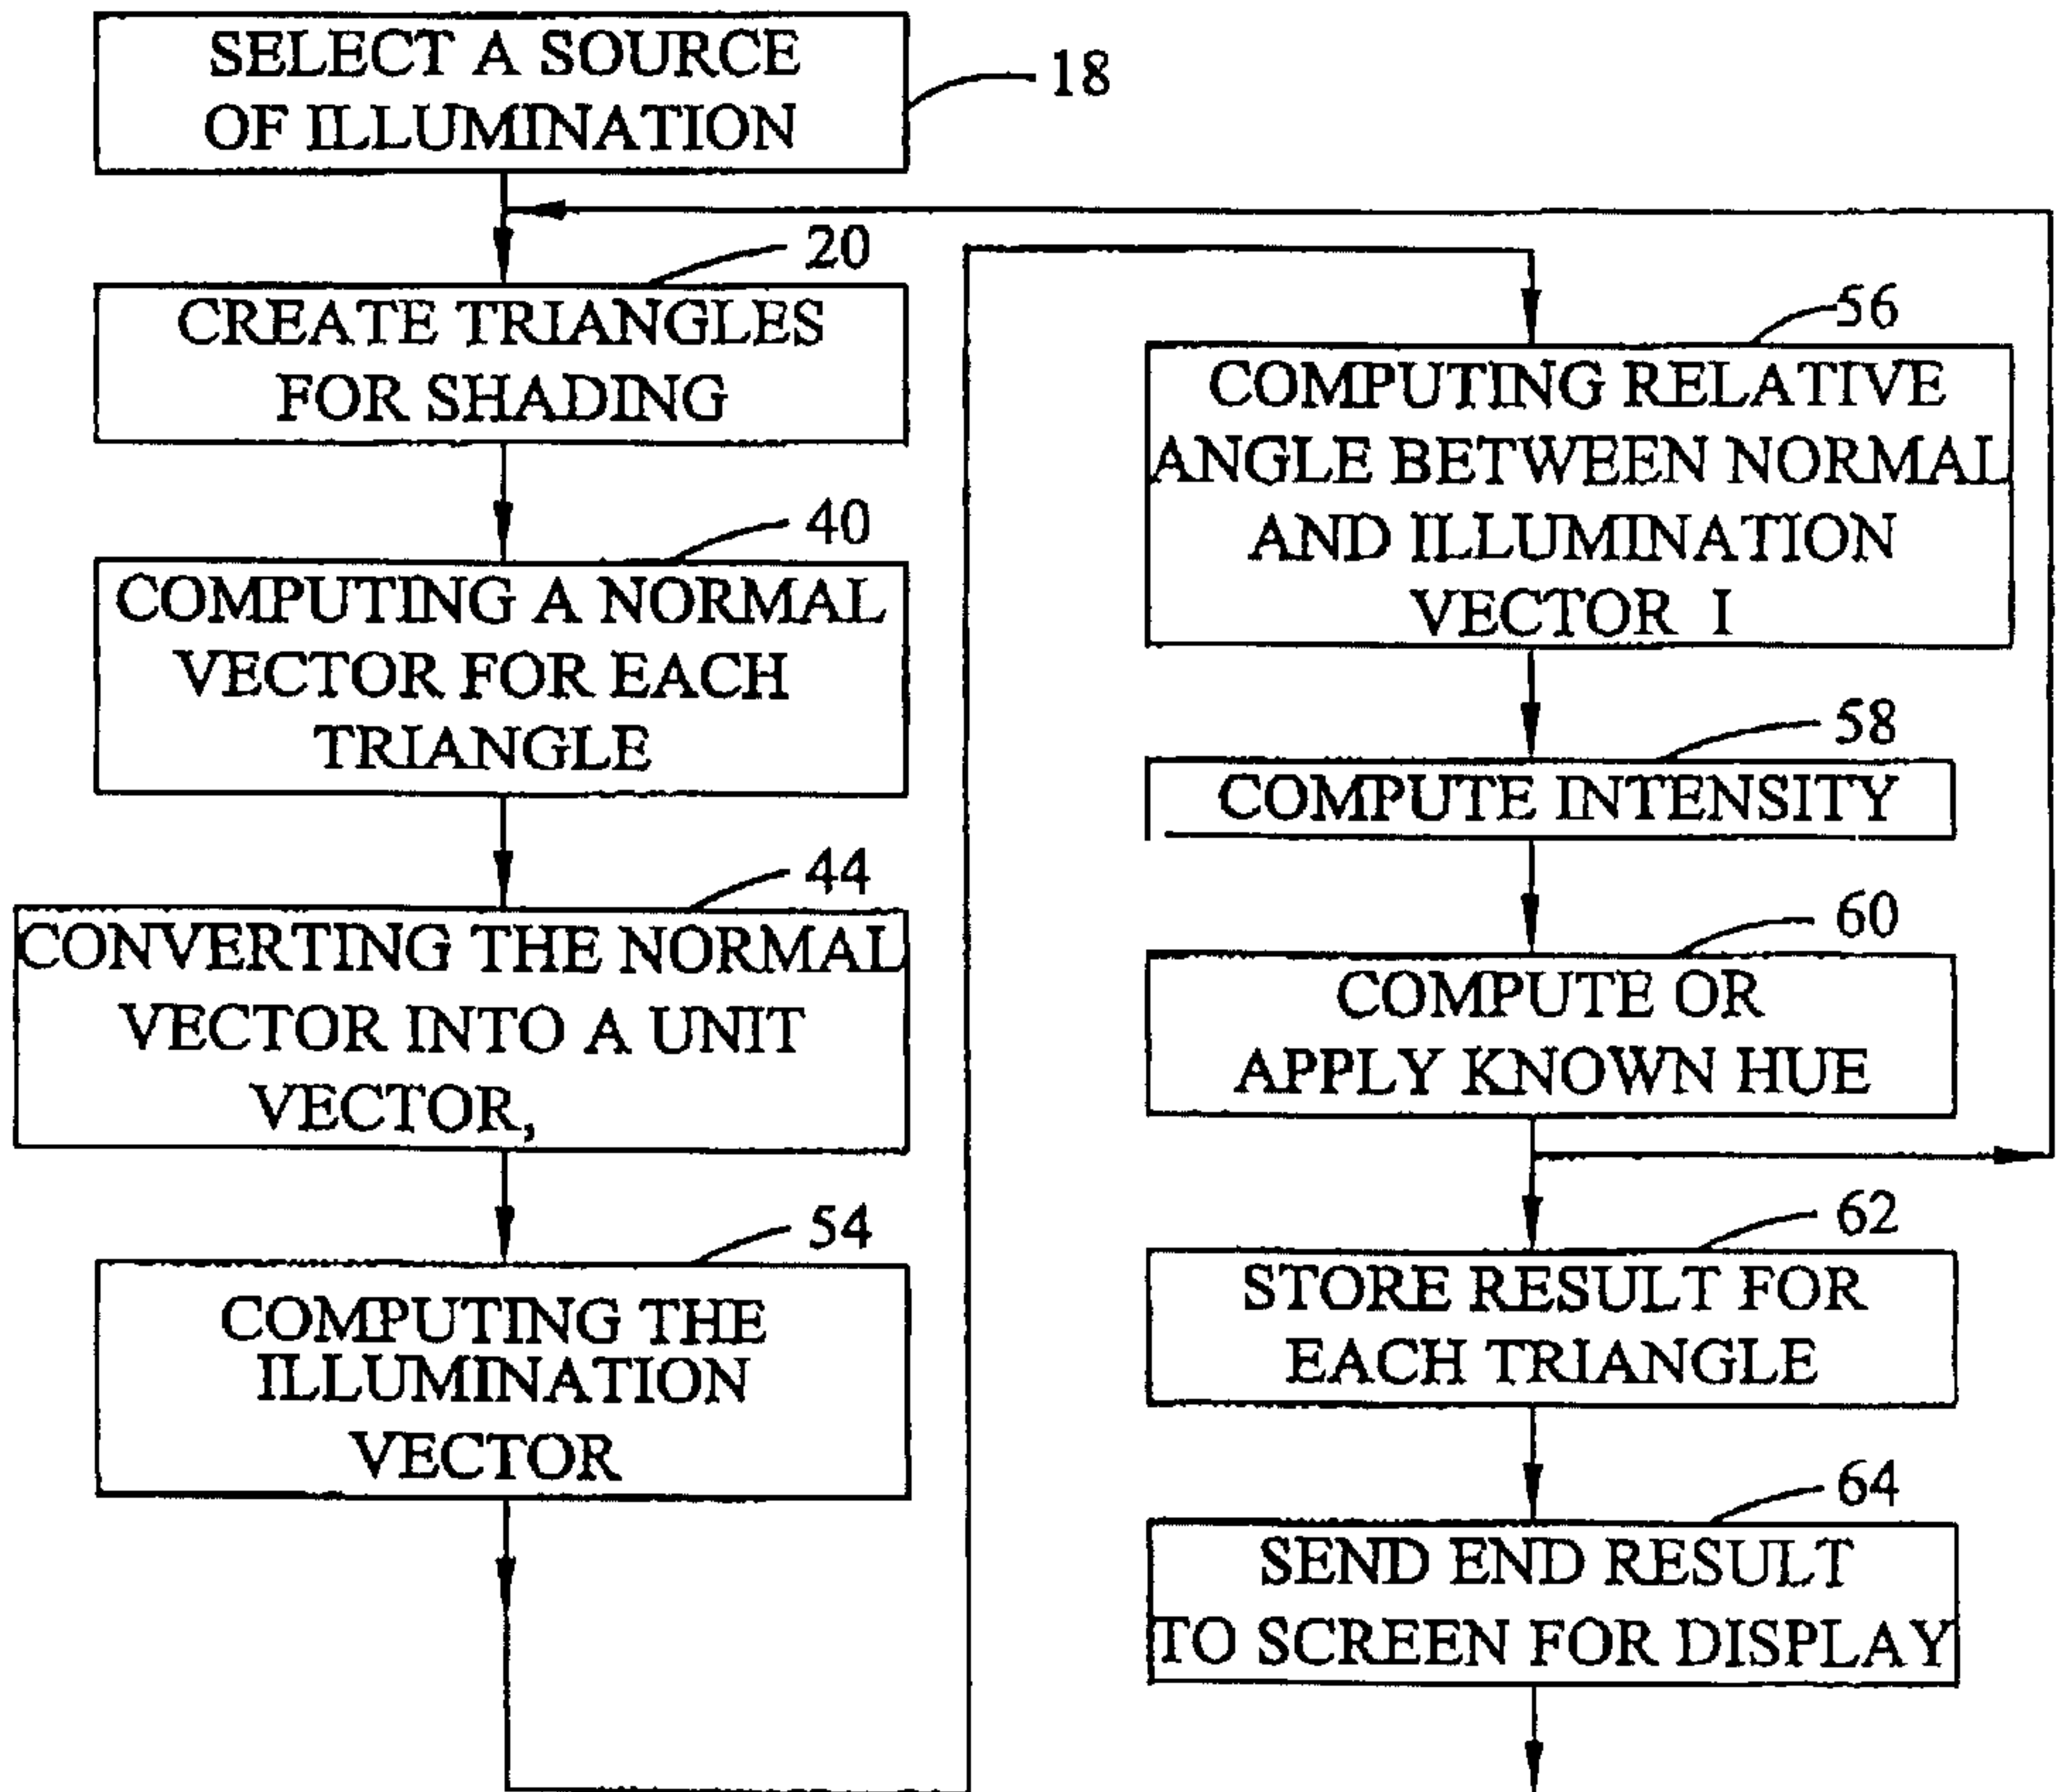 SELECT A SOURCE
OF ILLUMINATION
18
20
CREATE TRIANGLES
FOR SHADING
40
COMPUTING A NORMAL
VECTOR FOR EACH
TRIANGLE
44
CONVERTING THE NORMAL
VECTOR INTO A UNIT
VECTOR,
54
COMPUTING THE
ILLUMINATION
VECTOR
56
COMPUTING RELATIVE
ANGLE BETWEEN NORMAL
AND ILLUMINATION
VECTOR I
58
COMPUTE INTENSITY
60
COMPUTE OR
APPLY KNOWN HUE
62
STORE RESULT FOR
EACH TRIANGLE
64
SEND END RESULT
TO SCREEN FOR DISPLAY